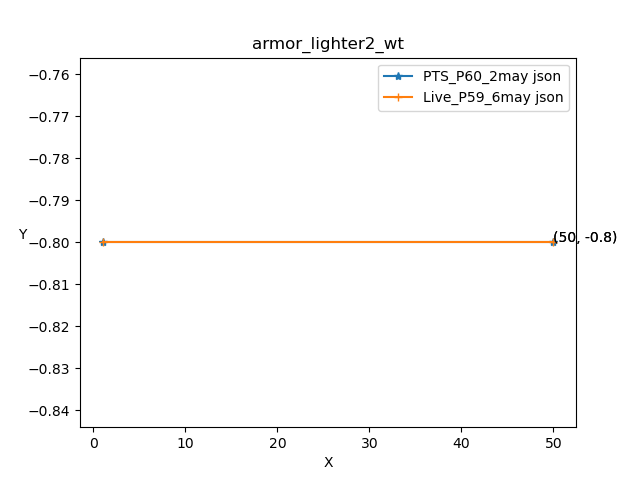 armor_lighter2_wt
PTS_P60_2may json
Live_P59_6may json
−0.76
−0.77
−0.78
−0.79
−0.80
−0.81
−0.82
−0.83
−0.84
Y
(50, -0.8)
0 10 20 30 40 50
X